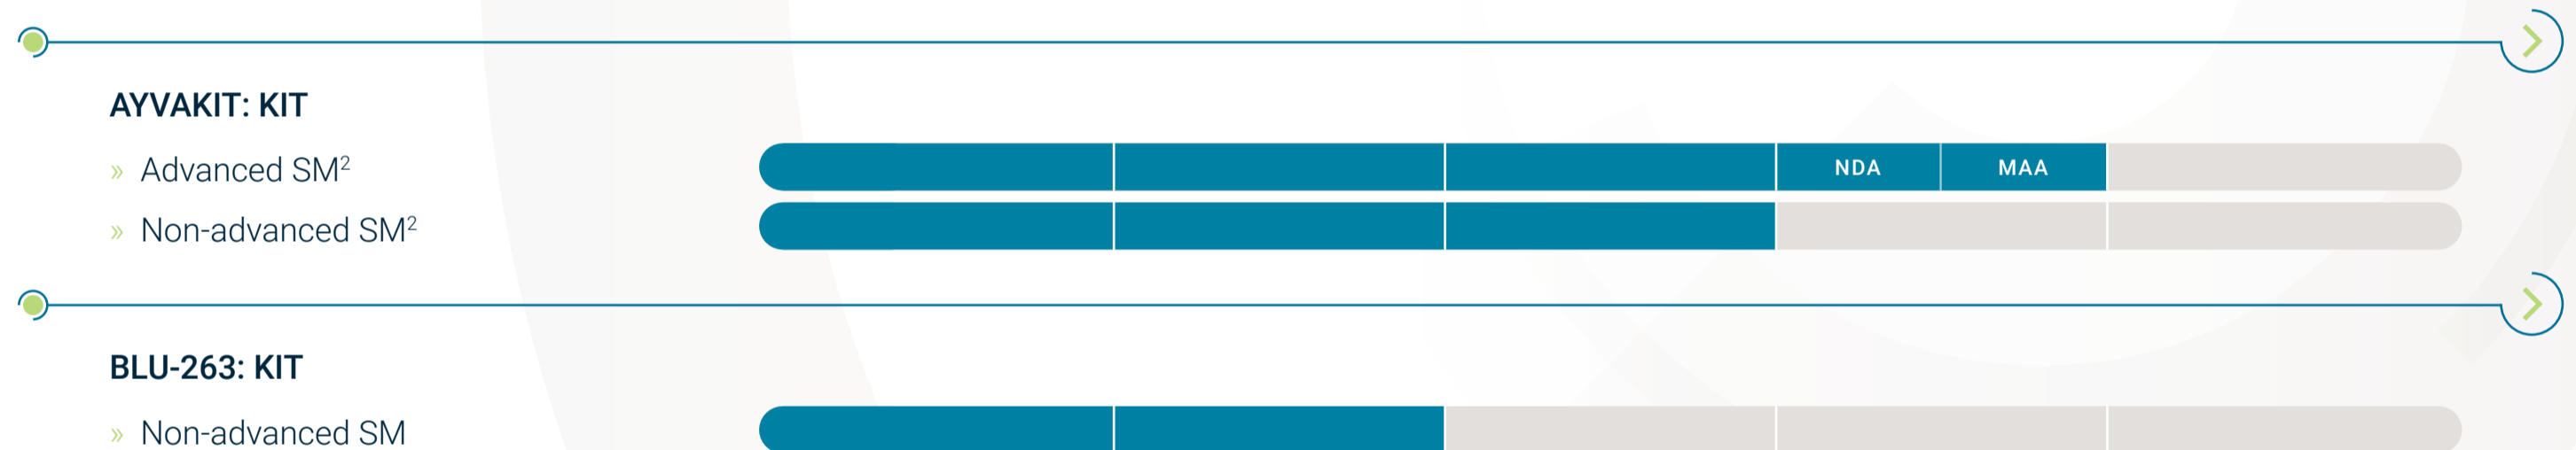 AYVAKIT: KIT
» Advanced SM²
NDA MAA
» Non-advanced SM²
BLU-263: KIT
» Non-advanced SM